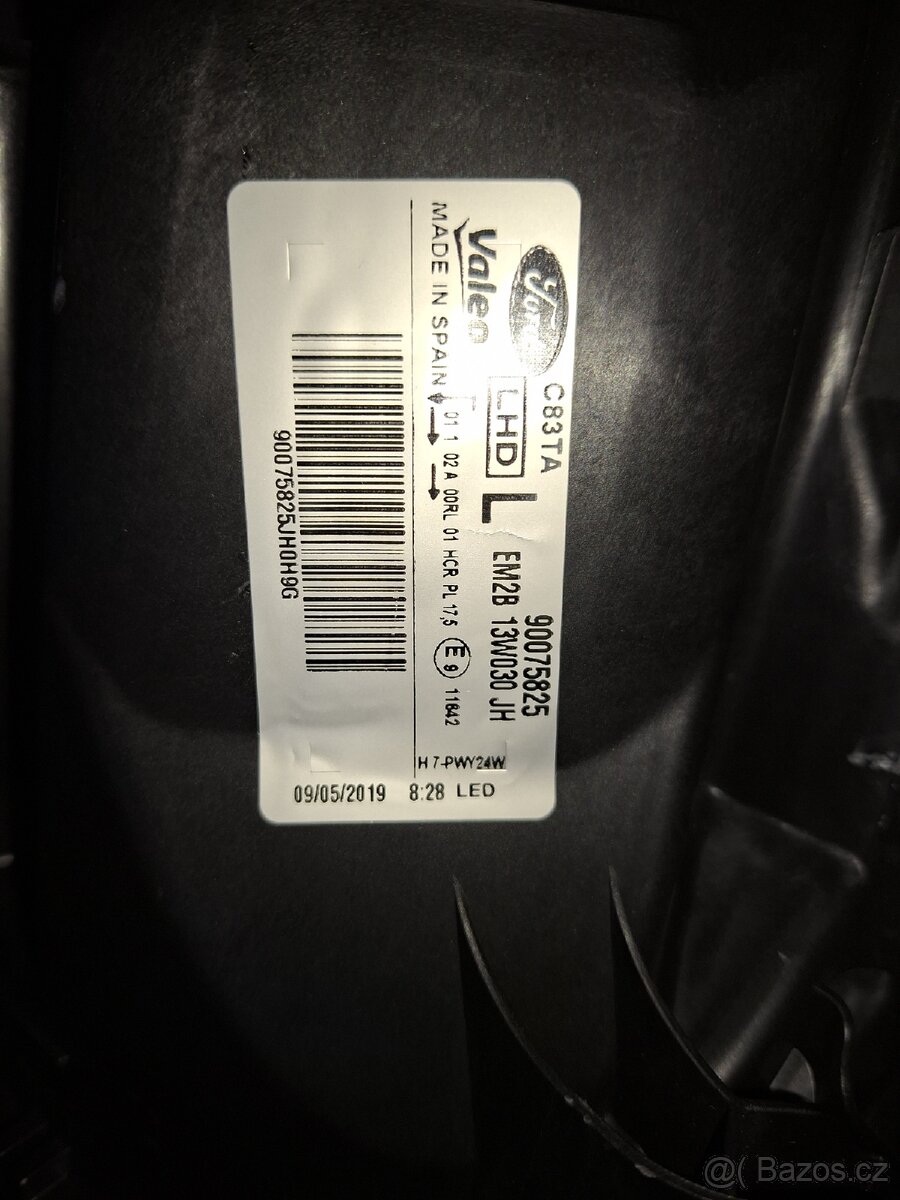 Ford C83TA 90075825
Valeo LHD L EM2B 13W030 JH
MADE IN SPAIN 01 1 02 A 00RL 01 HCR PL 17,5 E9 11642
H7-PWY24W
LED
90075825JH0H9G
09/05/2019 8:28
@( Bazos.cz